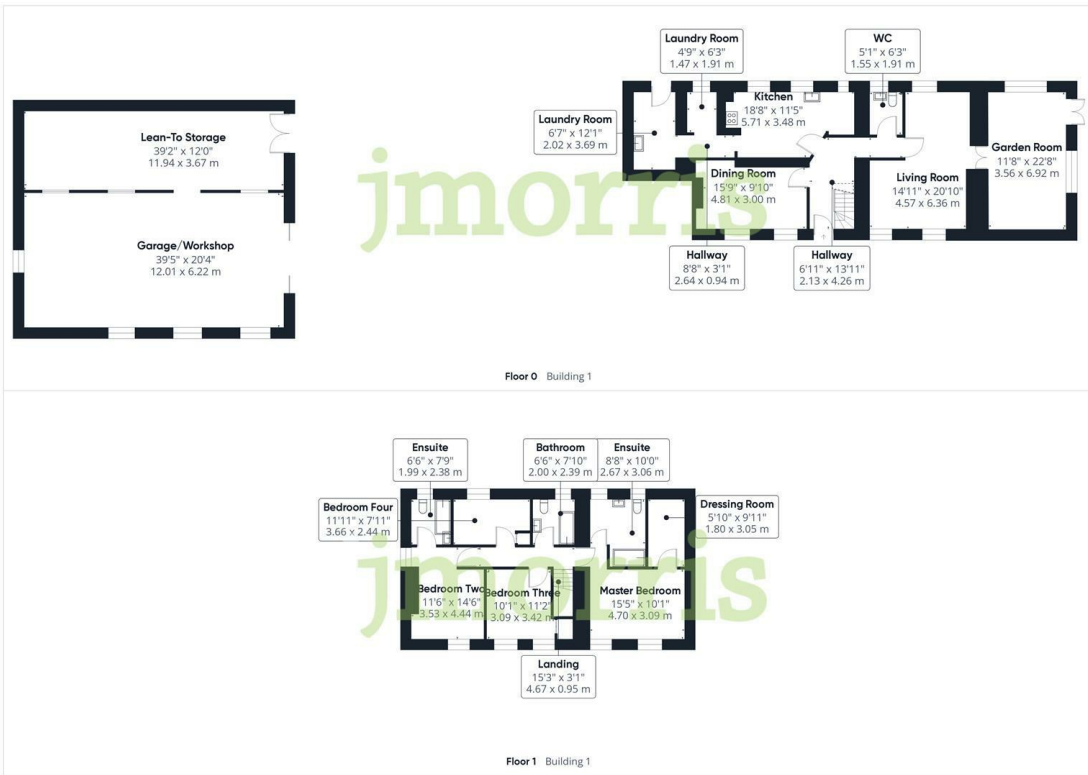 Laundry Room
4'9" x 6'3"
1.47 x 1.91 m
WC
5'1" x 6'3"
1.55 x 1.91 m
Kitchen
18'8" x 11'5"
5.71 x 3.48 m
Lean-To Storage
39'2" x 12'0"
11.94 x 3.67 m
Laundry Room
6'7" x 12'1"
2.02 x 3.69 m
Garden Room
11'8" x 22'8"
3.56 x 6.92 m
Dining Room
15'9" x 9'10"
4.81 x 3.00 m
Living Room
14'11" x 20'10"
4.57 x 6.36 m
jmorris
Garage/Workshop
39'5" x 20'4"
12.01 x 6.22 m
Hallway
8'8" x 3'1"
2.64 x 0.94 m
Hallway
6'11" x 13'11"
2.13 x 4.26 m
Floor 0 Building 1
Ensuite
6'6" x 7'9"
1.99 x 2.38 m
Bathroom
6'6" x 7'10"
2.00 x 2.39 m
Ensuite
8'8" x 10'0"
2.67 x 3.06 m
Bedroom Four
11'11" x 7'11"
3.66 x 2.44 m
Dressing Room
5'10" x 9'11"
1.80 x 3.05 m
jmorris
Bedroom Two
11'6" x 14'6"
3.53 x 4.44 m
Bedroom Three
10'1" x 11'2"
3.09 x 3.42 m
Master Bedroom
15'5" x 10'1"
4.70 x 3.09 m
Landing
15'3" x 3'1"
4.67 x 0.95 m
Floor 1 Building 1